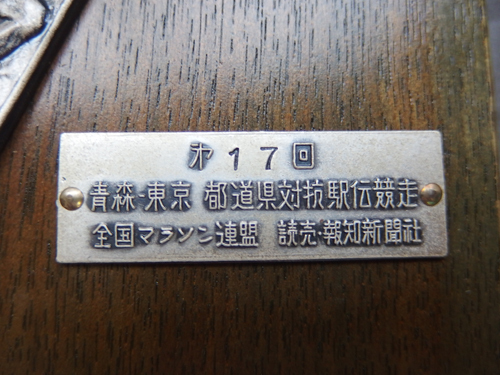 㐧17回
青森-東京 都道県対抗駅伝競走
全国マラソン連盟 読売・報知新聞社